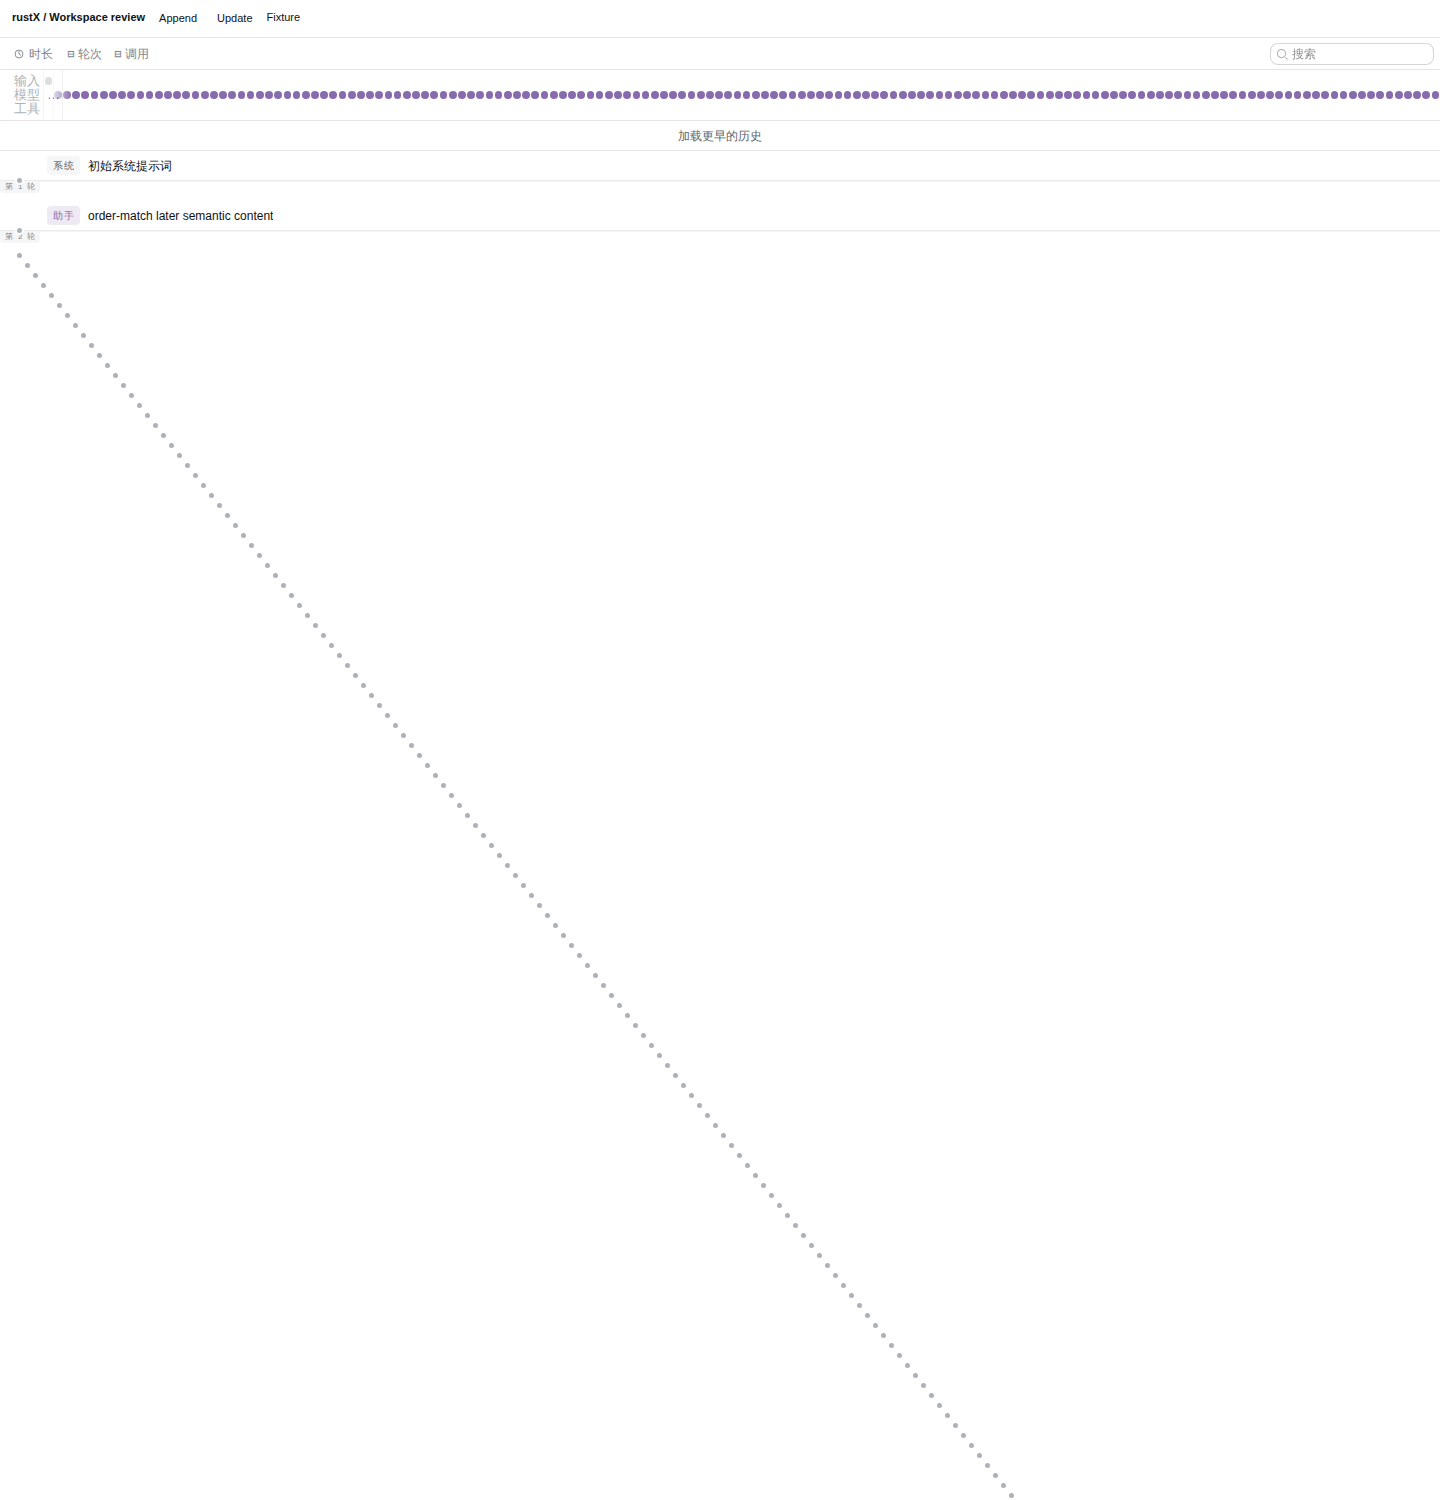 rustX / Workspace review Append Update Fixture
时长 轮次 调用 搜索
输入
模型
工具
加载更早的历史
系统 初始系统提示词
第 1 轮
助手 order-match later semantic content
第 2 轮